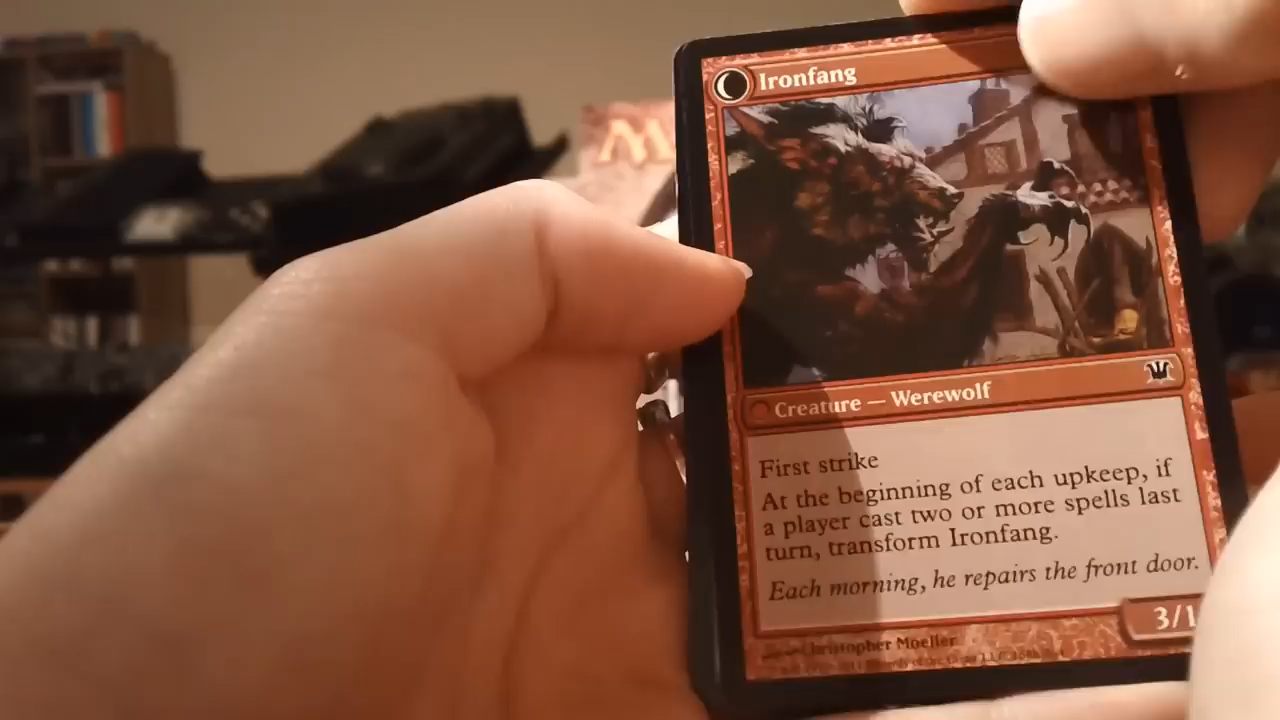 Ironfang
M
Creature — Werewolf
First strike
At the beginning of each upkeep, if
a player cast two or more spells last
turn, transform Ironfang.
Each morning, he repairs the front door.
3/1
Christopher Moeller